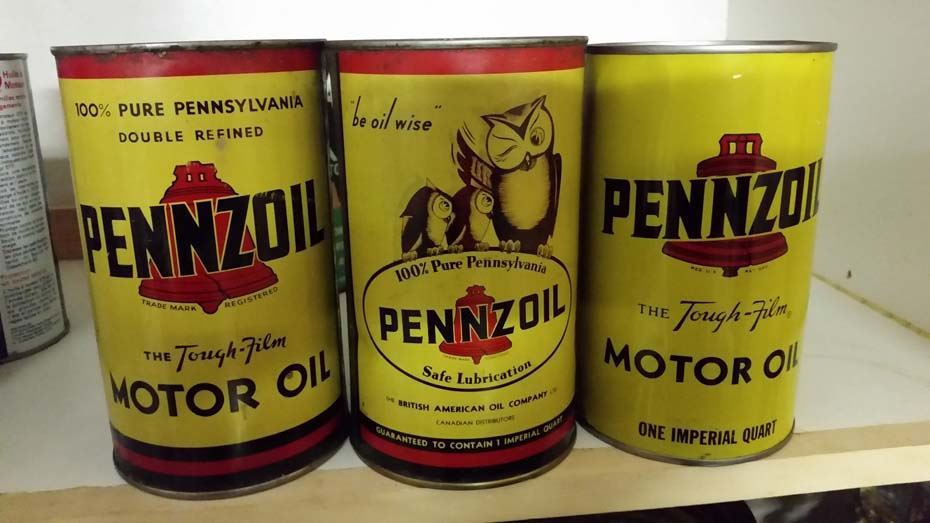 Huile à
100% PURE PENNSYLVANIA
DOUBLE REFINED
PENNZOIL
TRADE MARK REGISTERED
THE Tough-Film
MOTOR OIL
"be oil wise"
100% Pure Pennsylvania
PENNZOIL
Safe Lubrication
THE BRITISH AMERICAN OIL COMPANY LTD
CANADIAN DISTRIBUTORS
GUARANTEED TO CONTAIN 1 IMPERIAL QUART
PENNZOIL
THE Tough-Film®
MOTOR OIL
ONE IMPERIAL QUART